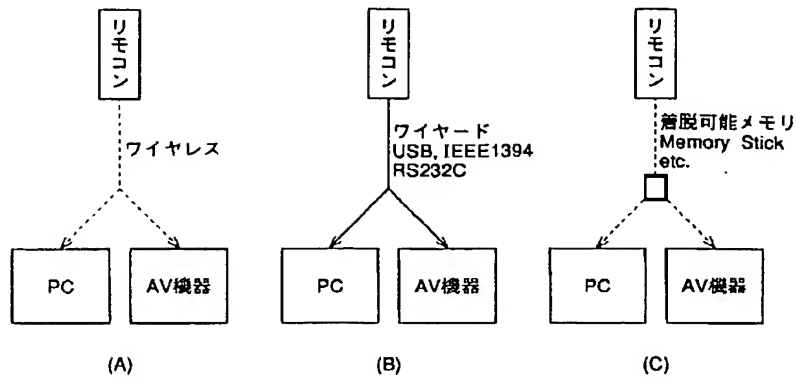 リモコン
ワイヤレス
PC
AV機器
(A)
リモコン
ワイヤード
USB, IEEE1394
RS232C
PC
AV機器
(B)
リモコン
着脱可能メモリ
Memory Stick
etc.
PC
AV機器
(C)